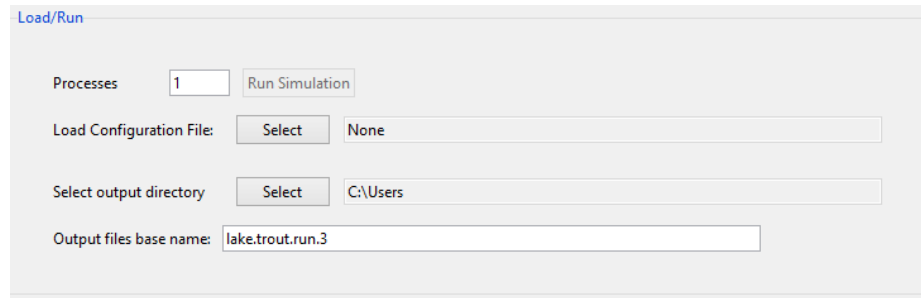 Load/Run
Processes 1 Run Simulation
Load Configuration File: Select None
Select output directory Select C:\Users
Output files base name: lake.trout.run.3